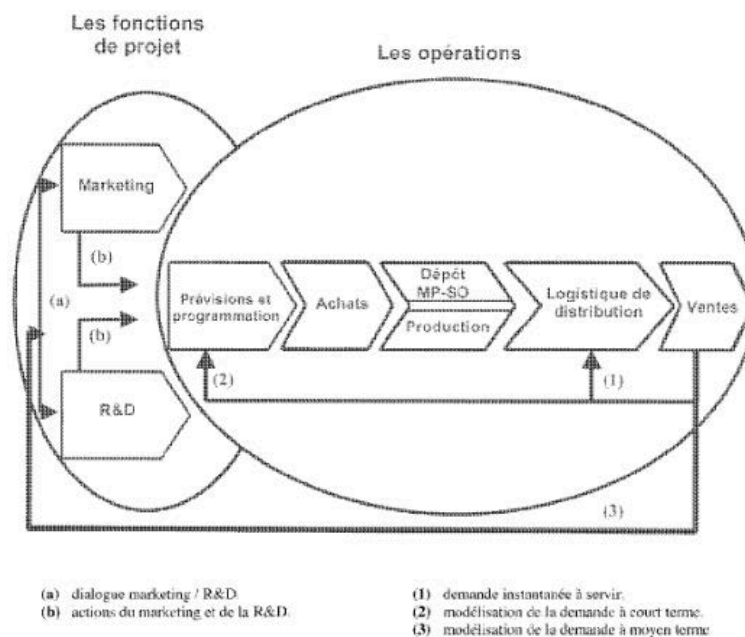 Les fonctions
de projet
Les opérations
Marketing
(b)
(a)
(b)
R&D
Prévisions et
programmation
Achats
Dépôt
MP-SO
Production
Logistique de
distribution
Ventes
(2)
(1)
(3)
(a) dialogue marketing / R&D.
(b) actions du marketing et de la R&D.
(1) demande instantanée à servir.
(2) modélisation de la demande à court terme.
(3) modélisation de la demande à moyen terme